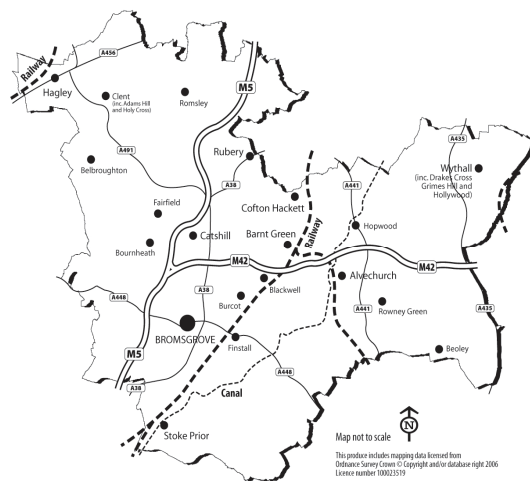 A456
Railway
Hagley
Clent
(inc. Adams Hill
and Holy Cross)
Romsley
M5
A435
A491
Rubery
Wythall
(inc. Drakes Cross
Grimes Hill and
Hollywood)
Belbroughton
A38
A441
Cofton Hackett
Fairfield
Hopwood
Catshill
Barnt Green
Railway
Bournheath
M42
M42
Alvechurch
Blackwell
A38
A448
Burcot
A441
Rowney Green
A435
BROMSGROVE
Finstall
Beoley
M5
A448
A38
Canal
Stoke Prior
N
Map not to scale
This product includes mapping data licensed from
Ordnance Survey Crown © Copyright and/or database right 2006
Licence number 100023519